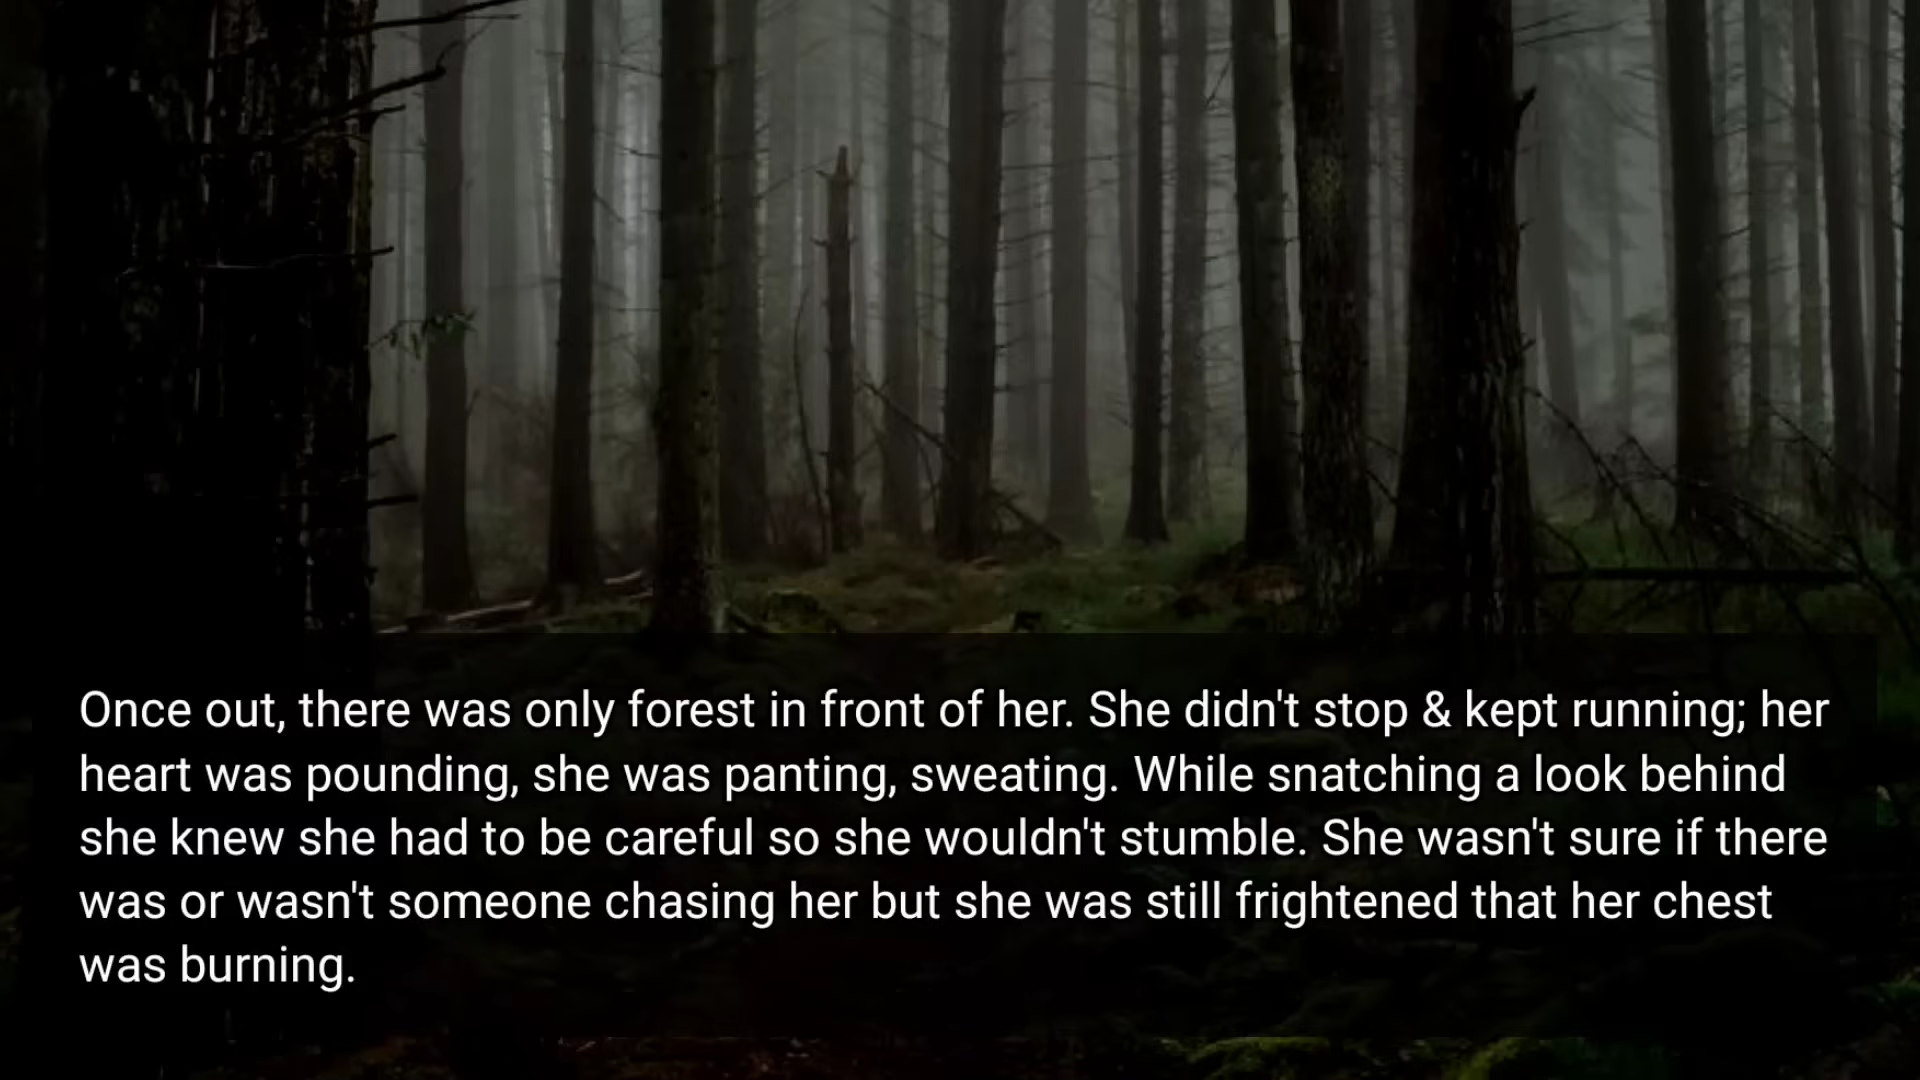 Once out, there was only forest in front of her. She didn't stop & kept running; her
heart was pounding, she was panting, sweating. While snatching a look behind
she knew she had to be careful so she wouldn't stumble. She wasn't sure if there
was or wasn't someone chasing her but she was still frightened that her chest
was burning.